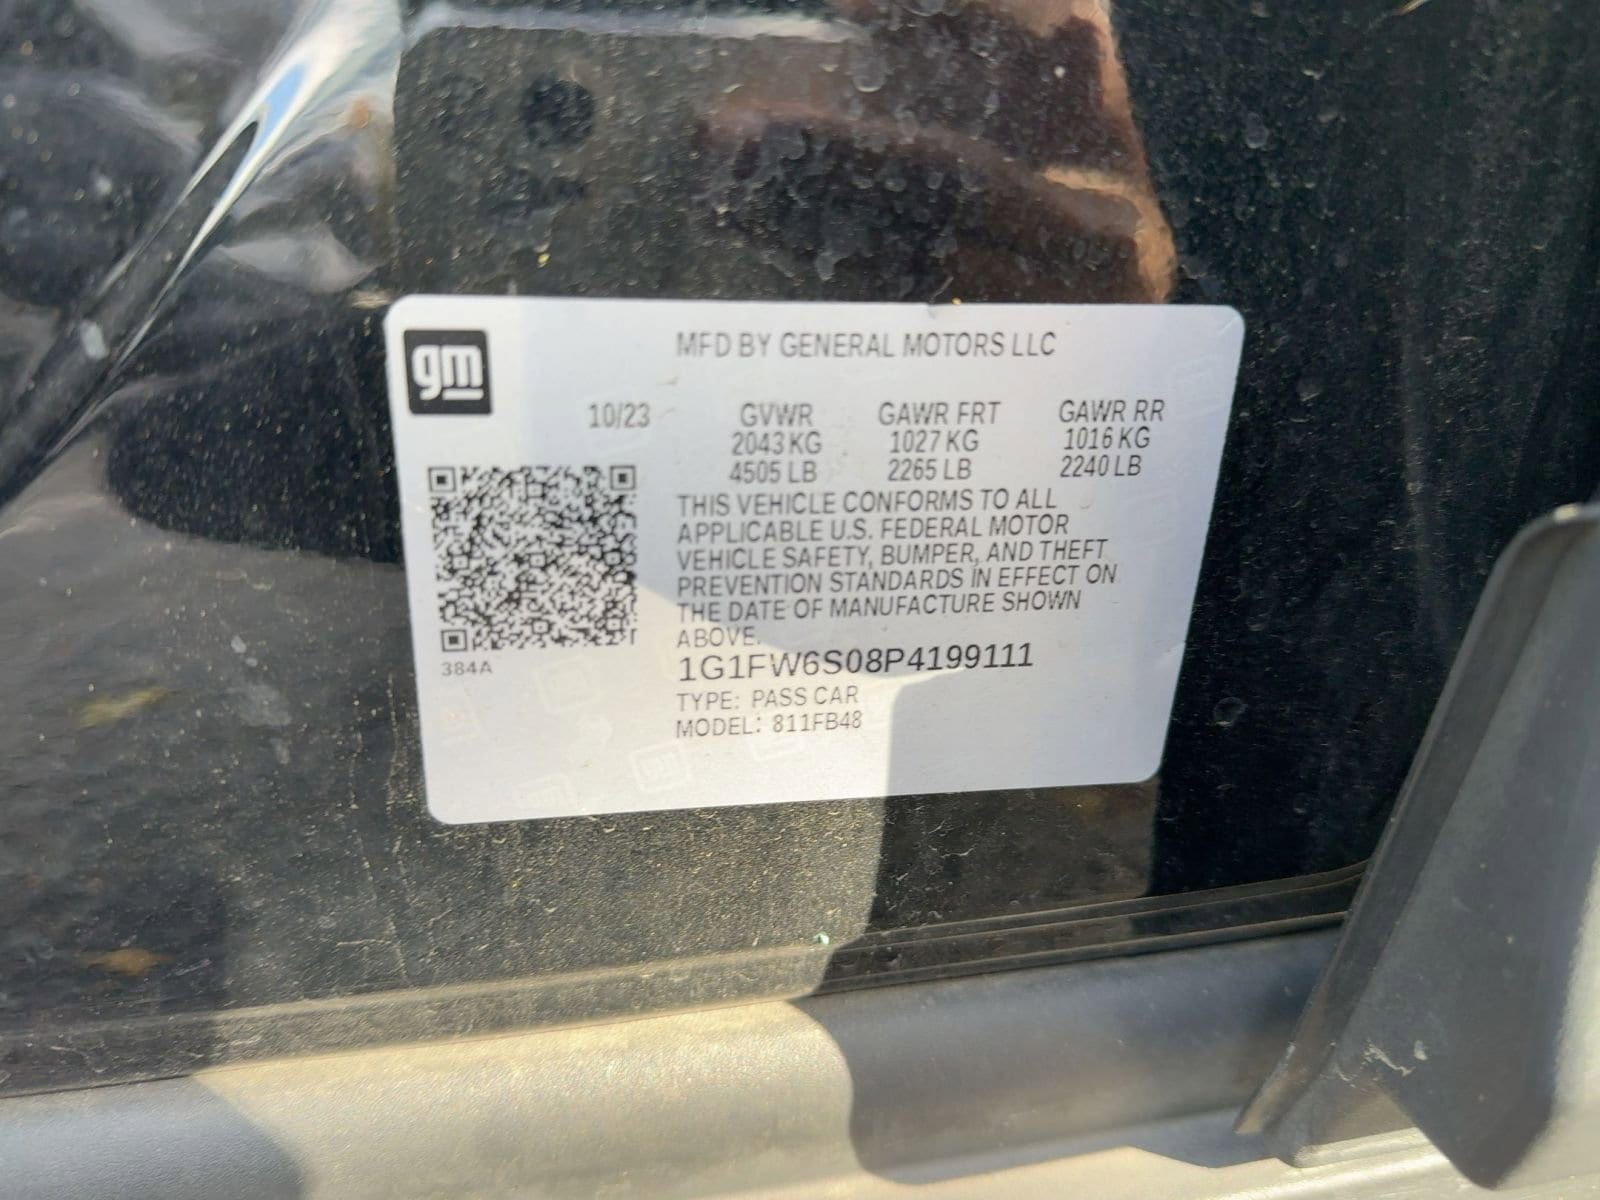 gm
MFD BY GENERAL MOTORS LLC
10/23 GVWR GAWR FRT GAWR RR
2043 KG 1027 KG 1016 KG
4505 LB 2265 LB 2240 LB
THIS VEHICLE CONFORMS TO ALL
APPLICABLE U.S. FEDERAL MOTOR
VEHICLE SAFETY, BUMPER, AND THEFT
PREVENTION STANDARDS IN EFFECT ON
THE DATE OF MANUFACTURE SHOWN
ABOVE.
384A
1G1FW6S08P4199111
TYPE: PASS CAR
MODEL: 811FB48